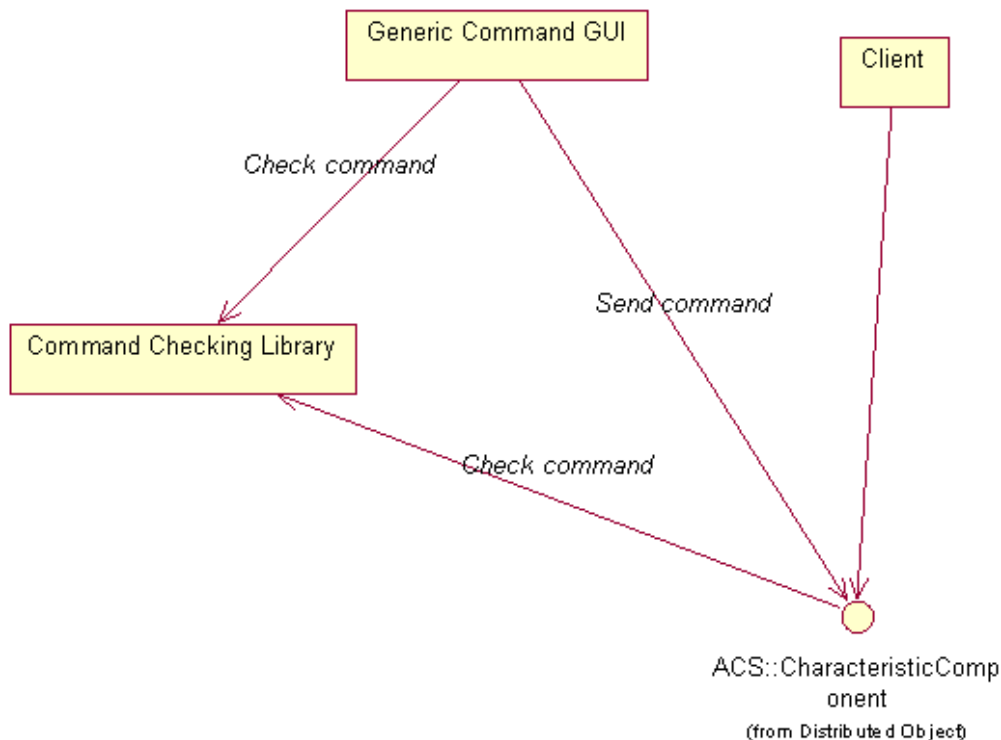 Generic Command GUI
Client
Check command
Send command
Command Checking Library
Check command
ACS::CharacteristicComp
onent
(from Distributed Object)